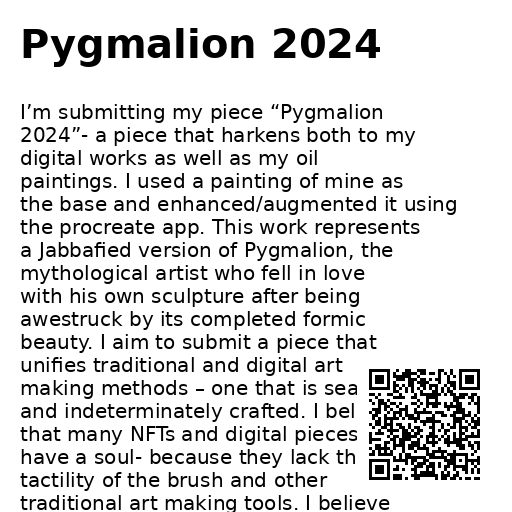 Pygmalion 2024
I’m submitting my piece “Pygmalion
2024”- a piece that harkens both to my
digital works as well as my oil
paintings. I used a painting of mine as
the base and enhanced/augmented it using
the procreate app. This work represents
a Jabbafied version of Pygmalion, the
mythological artist who fell in love
with his own sculpture after being
awestruck by its completed formic
beauty. I aim to submit a piece that
unifies traditional and digital art
making methods – one that is sea
and indeterminately crafted. I bel
that many NFTs and digital pieces
have a soul- because they lack th
tactility of the brush and other
traditional art making tools. I believe